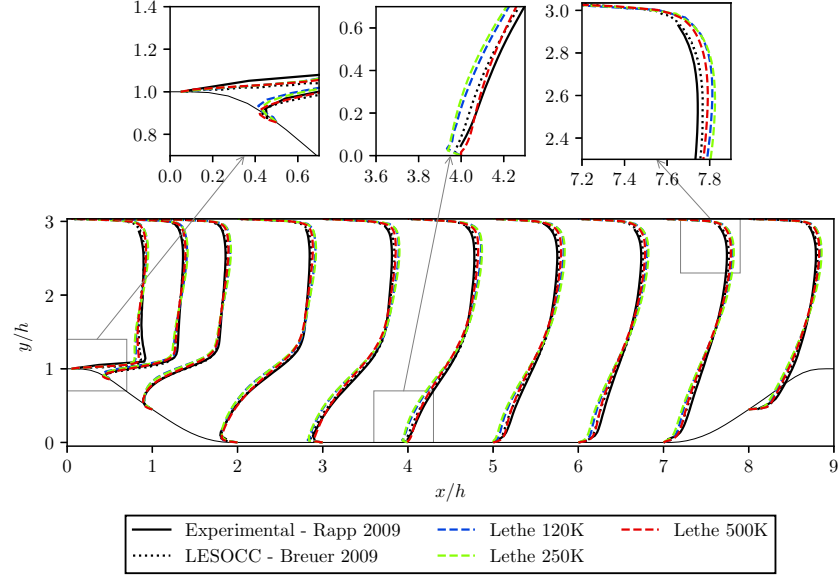 1.4
1.2
1.0
0.8
0.0 0.2 0.4 0.6
0.6
0.4
0.2
0.0
3.6 3.8 4.0 4.2
3.0
2.8
2.6
2.4
7.2 7.4 7.6 7.8
y/h
3
2
1
0
0 1 2 3 4 5 6 7 8 9
x/h
Experimental - Rapp 2009
LESOCC - Breuer 2009
Lethe 120K
Lethe 250K
Lethe 500K